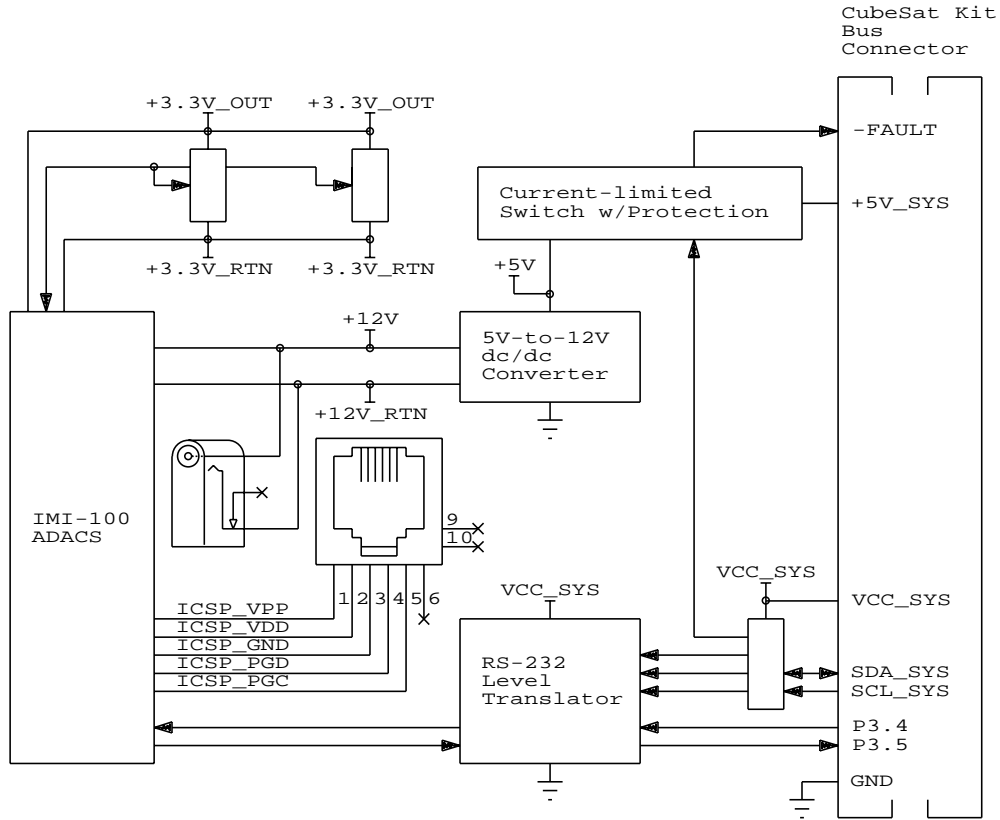 CubeSat Kit
Bus
Connector
+3.3V_OUT
+3.3V_OUT
-FAULT
Current-limited
Switch w/Protection
+5V_SYS
+3.3V_RTN
+3.3V_RTN
+5V
+12V
5V-to-12V
dc/dc
Converter
+12V_RTN
IMI-100
ADACS
9
10
VCC_SYS
VCC_SYS
VCC_SYS
1 2 3 4 5 6
ICSP_VPP
ICSP_VDD
ICSP_GND
ICSP_PGD
ICSP_PGC
RS-232
Level
Translator
SDA_SYS
SCL_SYS
P3.4
P3.5
GND